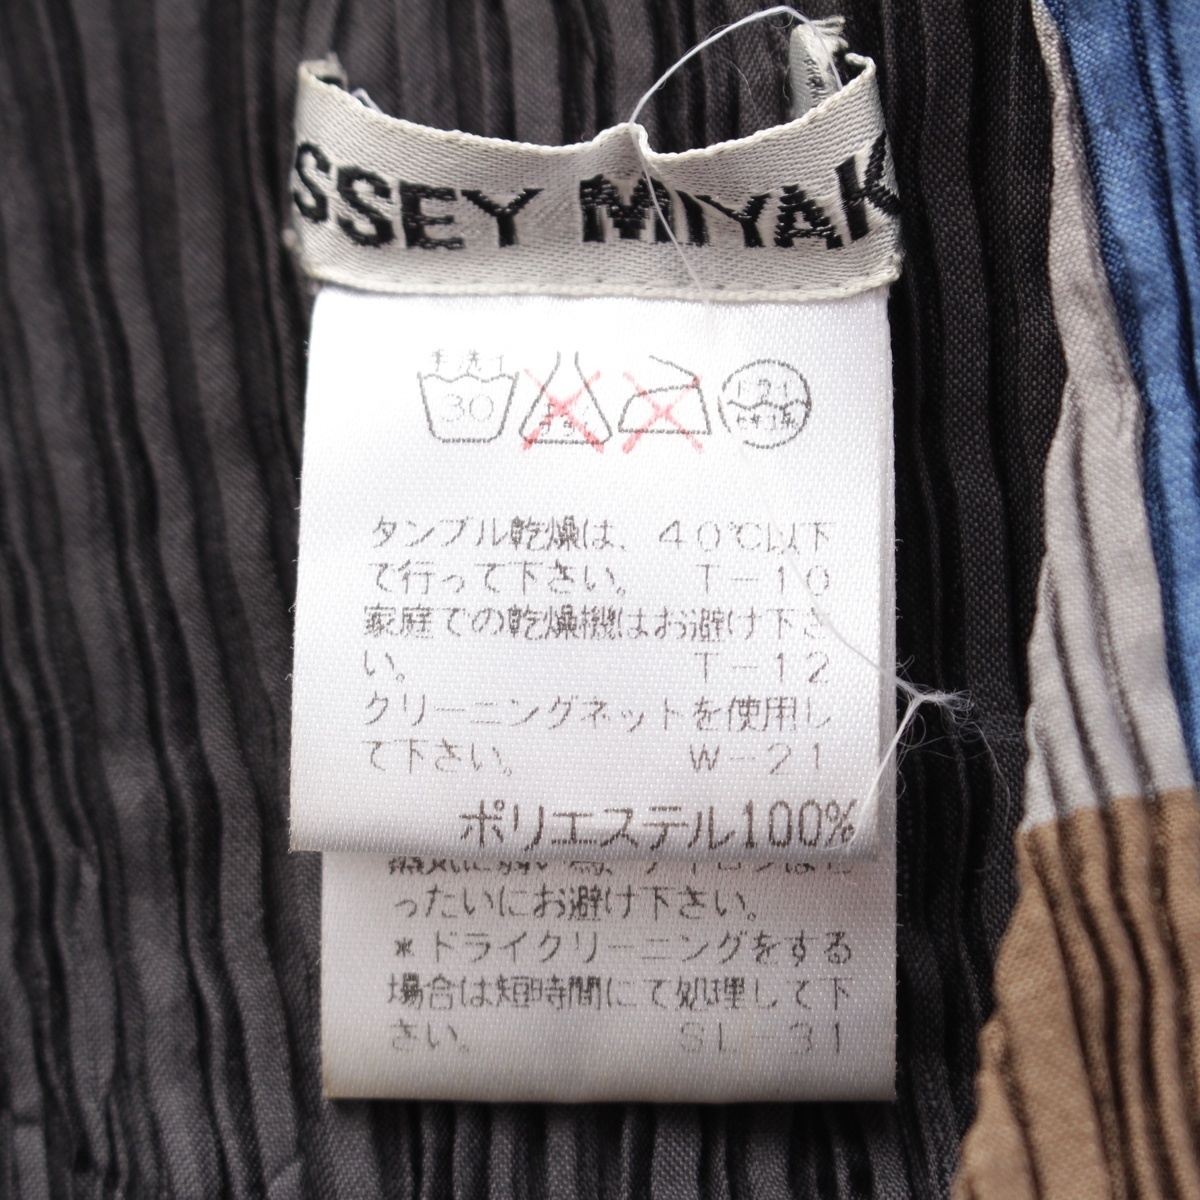 SSEY MIYAK
手洗イ
30
タンブル乾燥は、40℃以下
で行って下さい。 T-10
家庭での乾燥機はお避け下さ
い。 T-12
クリーニングネットを使用し
て下さい。 W-21
ポリエステル100%
ったいにお避け下さい。
*ドライクリーニングをする
場合は短時間にて処理して下
さい。 SL-31